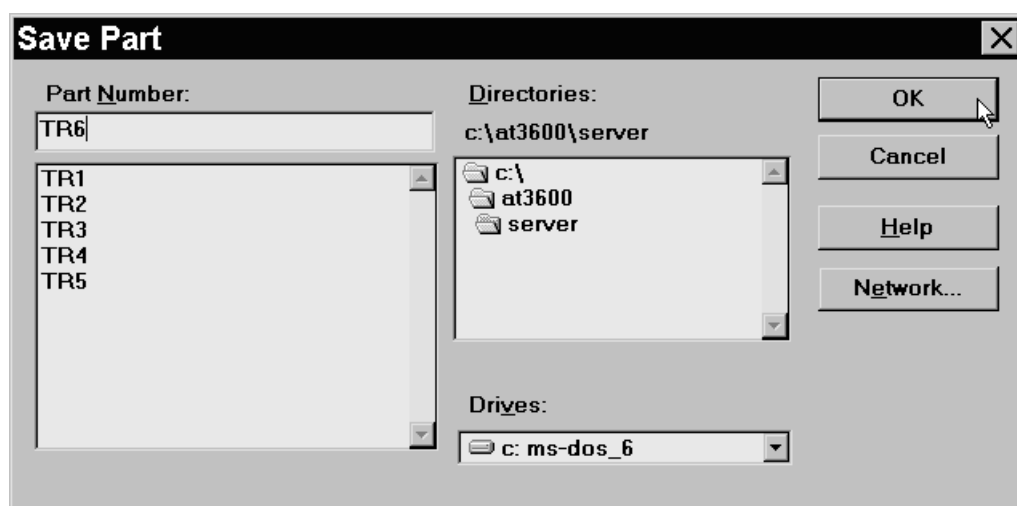 Save Part
Part Number:
TR6
TR1
TR2
TR3
TR4
TR5
Directories:
c:\at3600\server
c:\
at3600
server
Drives:
c: ms-dos_6
OK
Cancel
Help
Network...